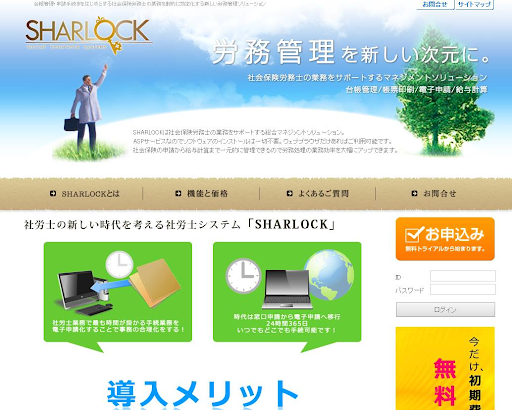 台帳管理・申請手続きをはじめとする社会保険労務士の業務を劇的に効率化する新しい労務管理ソリューション
お問合せ
サイトマップ
SHARLOCK
労務管理を新しい次元に。
社会保険労務士の業務をサポートするマネジメントソリューション
台帳管理/帳票印刷/電子申請/給与計算
SHARLOCKは社会保険労務士の業務をサポートする総合マネジメントソリューション。
ASPサービスなのでソフトウェアのインストールは一切不要。ウェブブラウザだけあればご利用可能です。
社会保険の申請から給与計算まで一元的に管理できるので労務処理の業務効率を大幅にアップできます。
SHARLOCKとは
機能と価格
よくあるご質問
お問合せ
社労士の新しい時代を考える社労士システム「SHARLOCK」
社労士業務で最も時間が掛かる手続業務を
電子申請化することで事務の合理化をする！
時代は窓口申請から電子申請へ移行
24時間365日
いつでもどこでも手続可能です！
導入メリット
お申込み
無料トライアルから始まります。
ID
パスワード
ログイン
今だけ、初期費
無料